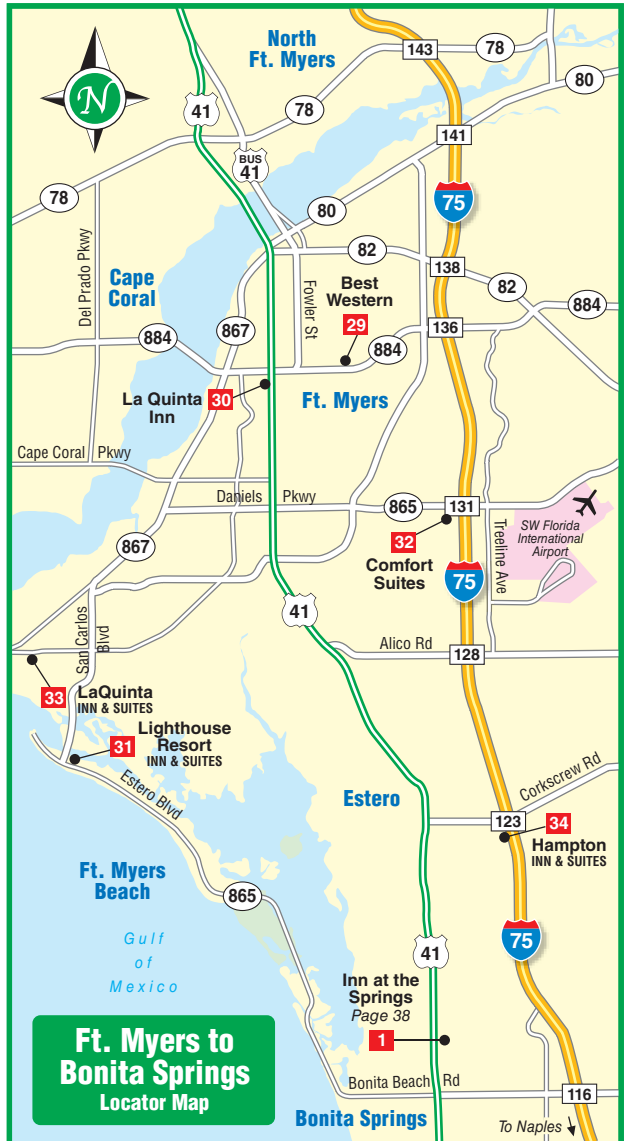 North
Ft. Myers
143
78
80
N
41
78
141
BUS
41
78
80
75
Del Prado Pkwy
82
138
Cape
Coral
Fowler St
Best
Western
82
29
884
867
136
884
884
La Quinta
Inn
30
Ft. Myers
Cape Coral Pkwy
Daniels Pkwy
865
131
SW Florida
International
Airport
32
Comfort
Suites
867
Treeline Ave
75
41
San Carlos
Blvd
Alico Rd
128
33
LaQuinta
INN & SUITES
31
Lighthouse
Resort
INN & SUITES
Estero Blvd
Corkscrew Rd
Estero
123
34
Hampton
INN & SUITES
Ft. Myers
Beach
865
Gulf
of
Mexico
75
41
Inn at the
Springs
Page 38
1
Ft. Myers to
Bonita Springs
Locator Map
Bonita Beach Rd
116
Bonita Springs
To Naples